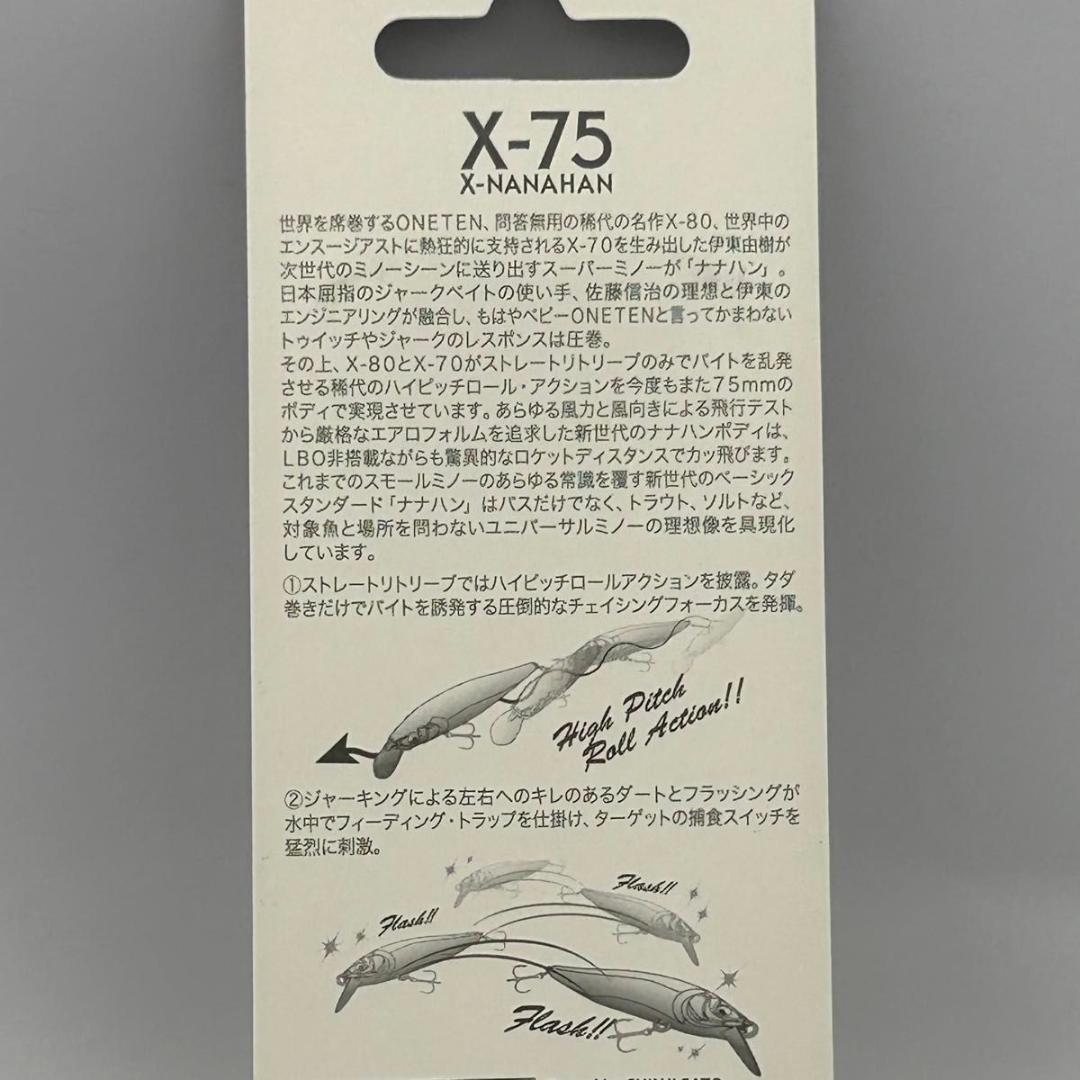 X-75
X-NANAHAN
世界を席巻するONETEN、問答無用の稀代の名作X-80、世界中の
エンスージアストに熱狂的に支持されるX-70を生み出した伊東由樹が
次世代のミノーシーンに送り出すスーパーミノーが「ナナハン」。
日本屈指のジャークベイトの使い手、佐藤信治の理想と伊東の
エンジニアリングが融合し、もはやベビーONETENと言ってかまわない
トゥイッチやジャークのレスポンスは圧巻。
その上、X-80とX-70がストレートリトリーブのみでバイトを乱発
させる稀代のハイピッチロール・アクションを今度もまた75mmの
ボディで実現させています。あらゆる風力と風向きによる飛行テスト
から厳格なエアロフォルムを追求した新世代のナナハンボディは、
LBO非搭載ながらも驚異的なロケットディスタンスでカッ飛びます。
これまでのスモールミノーのあらゆる常識を覆す新世代のベーシック
スタンダード「ナナハン」はバスだけでなく、トラウト、ソルトなど、
対象魚と場所を問わないユニバーサルミノーの理想像を具現化
しています。
①ストレートリトリーブではハイピッチロールアクションを披露。タダ
巻きだけでバイトを誘発する圧倒的なチェイシングフォーカスを発揮。
High Pitch
Roll Action!!
②ジャーキングによる左右へのキレのあるダートとフラッシングが
水中でフィーディング・トラップを仕掛け、ターゲットの捕食スイッチを
猛烈に刺激。
Flash!!
Flash!!
Flash!!